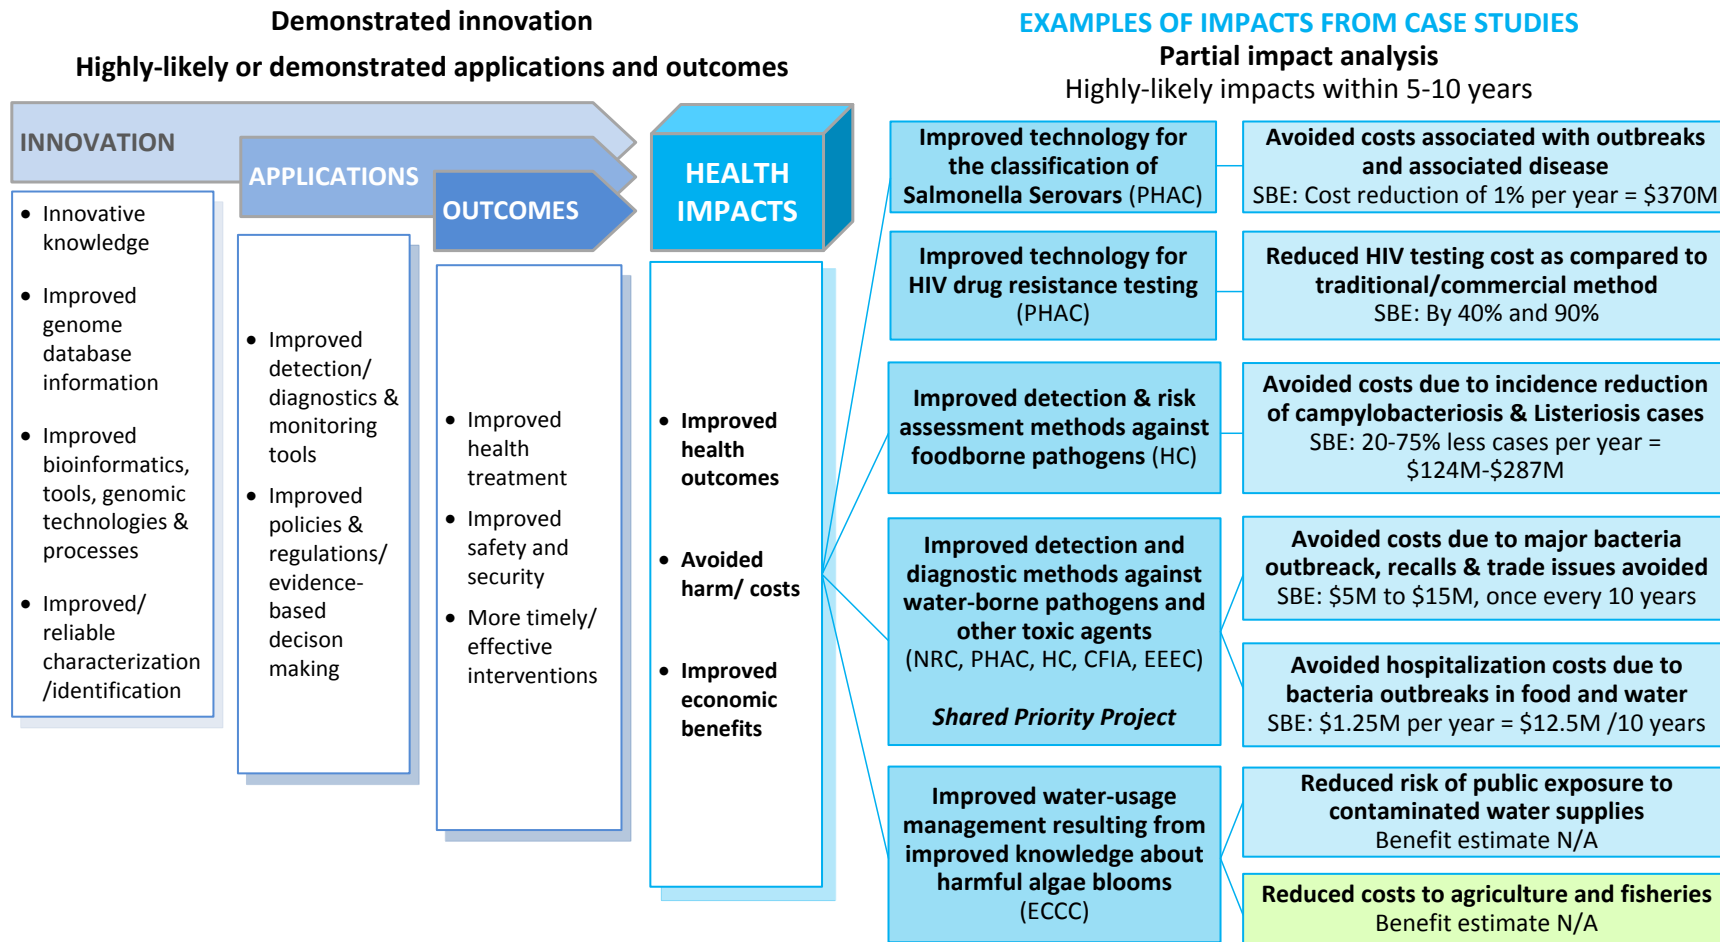 Demonstrated innovation
Highly-likely or demonstrated applications and outcomes
INNOVATION
APPLICATIONS
OUTCOMES
HEALTH
IMPACTS
• Innovative
knowledge
• Improved
genome
database
information
• Improved
bioinformatics,
tools, genomic
technologies &
processes
• Improved/
reliable
characterization
/identification
• Improved
detection/
diagnostics &
monitoring
tools
• Improved
policies &
regulations/
evidence-
based
decison
making
• Improved
health
treatment
• Improved
safety and
security
• More timely/
effective
interventions
• Improved
health
outcomes
• Avoided
harm/ costs
• Improved
economic
benefits
EXAMPLES OF IMPACTS FROM CASE STUDIES
Partial impact analysis
Highly-likely impacts within 5-10 years
Improved technology for
the classification of
Salmonella Serovars (PHAC)
Avoided costs associated with outbreaks
and associated disease
SBE: Cost reduction of 1% per year = $370M
Improved technology for
HIV drug resistance testing
(PHAC)
Reduced HIV testing cost as compared to
traditional/commercial method
SBE: By 40% and 90%
Improved detection & risk
assessment methods against
foodborne pathogens (HC)
Avoided costs due to incidence reduction
of campylobacteriosis & Listeriosis cases
SBE: 20-75% less cases per year =
$124M-$287M
Improved detection and
diagnostic methods against
water-borne pathogens and
other toxic agents
(NRC, PHAC, HC, CFIA, EEEC)
Shared Priority Project
Avoided costs due to major bacteria
outbreack, recalls & trade issues avoided
SBE: $5M to $15M, once every 10 years
Avoided hospitalization costs due to
bacteria outbreaks in food and water
SBE: $1.25M per year = $12.5M /10 years
Improved water-usage
management resulting from
improved knowledge about
harmful algae blooms
(ECCC)
Reduced risk of public exposure to
contaminated water supplies
Benefit estimate N/A
Reduced costs to agriculture and fisheries
Benefit estimate N/A